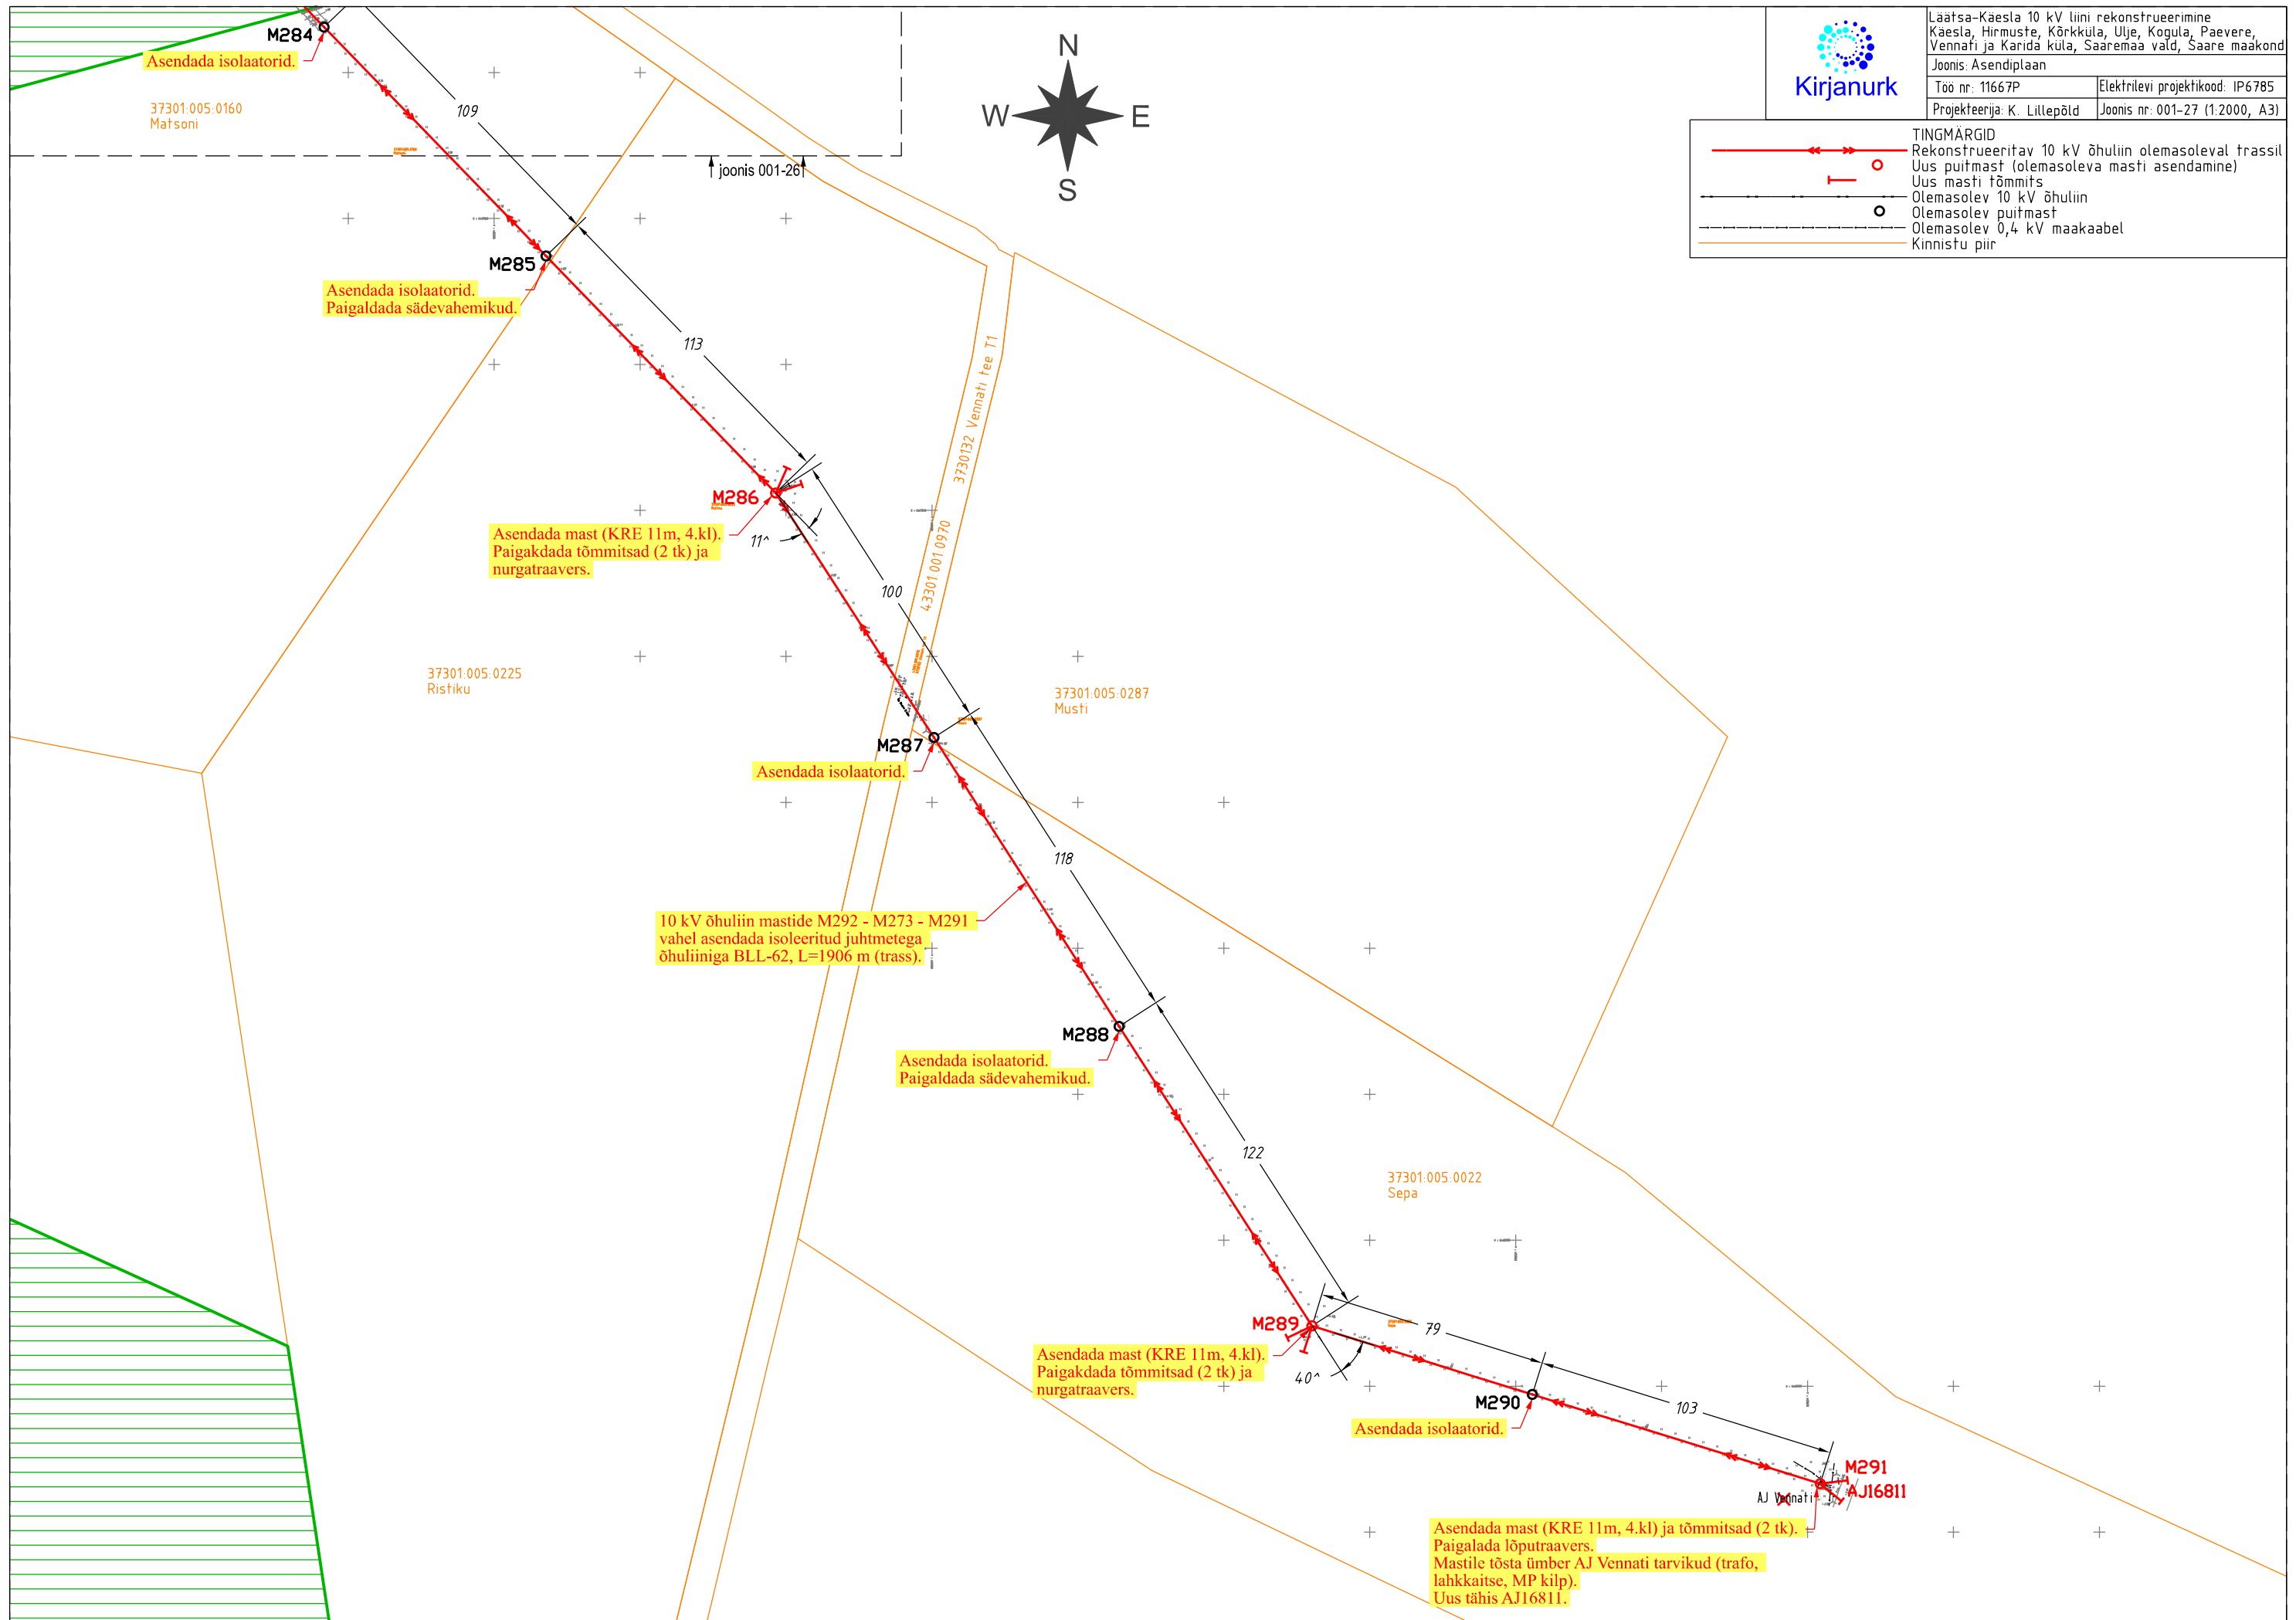 Kirjanurk
Läätsa-Käesla 10 kV liini rekonstrueerimine
Käesla, Hirmuste, Kõrkküla, Ulje, Kogula, Paevere,
Vennati ja Karida küla, Saaremaa vald, Saare maakond
Joonis: Asendiplaan
Töö nr: 11667P
Elektrilevi projektikood: IP6785
Projekteerija: K. Lillepõld
Joonis nr: 001-27 (1:2000, A3)
TINGMÄRGID
Rekonstrueeritav 10 kV õhuliin olemasoleval trassil
Uus puitmast (olemasoleva masti asendamine)
Uus masti tõmmits
Olemasolev 10 kV õhuliin
Olemasolev puitmast
Olemasolev 0,4 kV maakaabel
Kinnistu piir
N
W
E
S
M284
Asendada isolaatorid.
37301:005:0160
Matsoni
109
joonis 001-26
M285
Asendada isolaatorid.
Paigaldada sädevahemikud.
113
3730132 Vennati tee T1
43301:001:0970
M286
Asendada mast (KRE 11m, 4.kl).
Paigakdada tõmmitsad (2 tk) ja
nurgatraavers.
11^
100
37301:005:0225
Ristiku
37301:005:0287
Musti
M287
Asendada isolaatorid.
118
10 kV õhuliin mastide M292 - M273 - M291
vahel asendada isoleeritud juhtmetega
õhuliiniga BLL-62, L=1906 m (trass).
M288
Asendada isolaatorid.
Paigaldada sädevahemikud.
122
37301:005:0022
Sepa
M289
Asendada mast (KRE 11m, 4.kl).
Paigakdada tõmmitsad (2 tk) ja
nurgatraavers.
40^
79
M290
Asendada isolaatorid.
103
M291
AJ16811
AJ Vennati
Asendada mast (KRE 11m, 4.kl) ja tõmmitsad (2 tk).
Paigalada lõputraavers.
Mastile tõsta ümber AJ Vennati tarvikud (trafo,
lahkkaitse, MP kilp).
Uus tähis AJ16811.